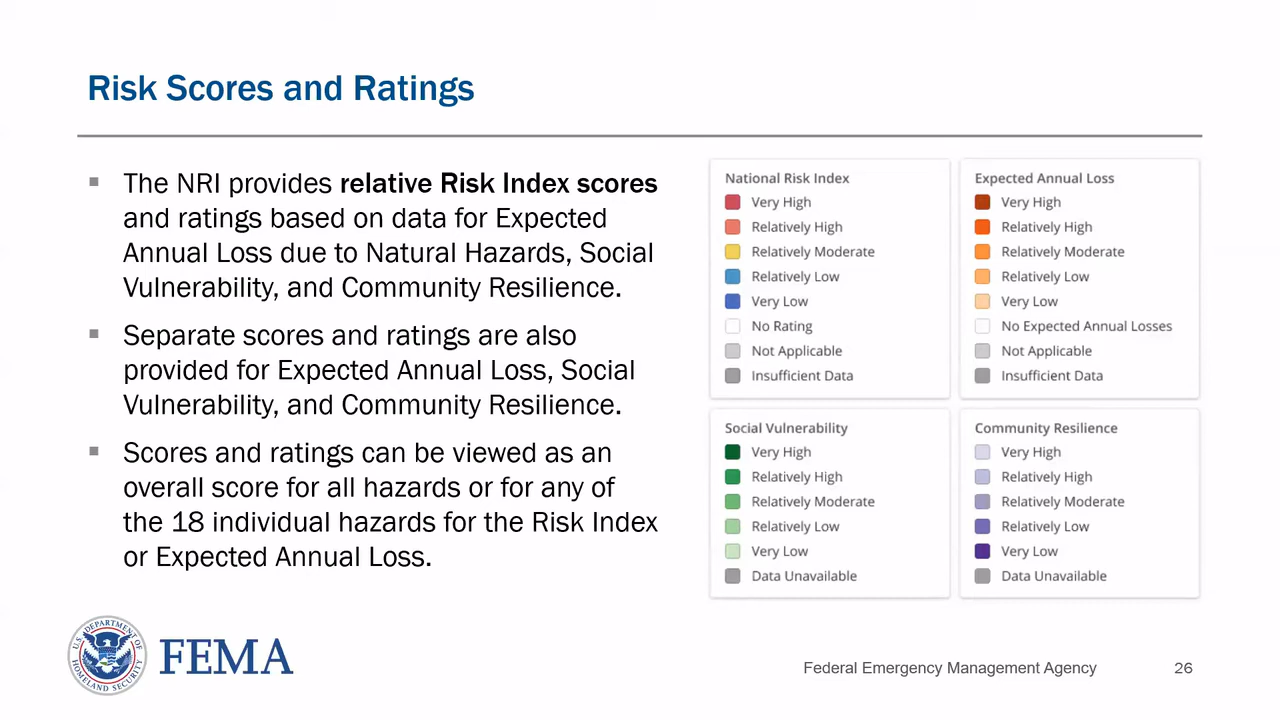 Risk Scores and Ratings
▪ The NRI provides relative Risk Index scores
and ratings based on data for Expected
Annual Loss due to Natural Hazards, Social
Vulnerability, and Community Resilience.
▪ Separate scores and ratings are also
provided for Expected Annual Loss, Social
Vulnerability, and Community Resilience.
▪ Scores and ratings can be viewed as an
overall score for all hazards or for any of
the 18 individual hazards for the Risk Index
or Expected Annual Loss.
National Risk Index
Very High
Relatively High
Relatively Moderate
Relatively Low
Very Low
No Rating
Not Applicable
Insufficient Data
Expected Annual Loss
Very High
Relatively High
Relatively Moderate
Relatively Low
Very Low
No Expected Annual Losses
Not Applicable
Insufficient Data
Social Vulnerability
Very High
Relatively High
Relatively Moderate
Relatively Low
Very Low
Data Unavailable
Community Resilience
Very High
Relatively High
Relatively Moderate
Relatively Low
Very Low
Data Unavailable
U.S. DEPARTMENT OF
HOMELAND SECURITY
FEMA
Federal Emergency Management Agency
26